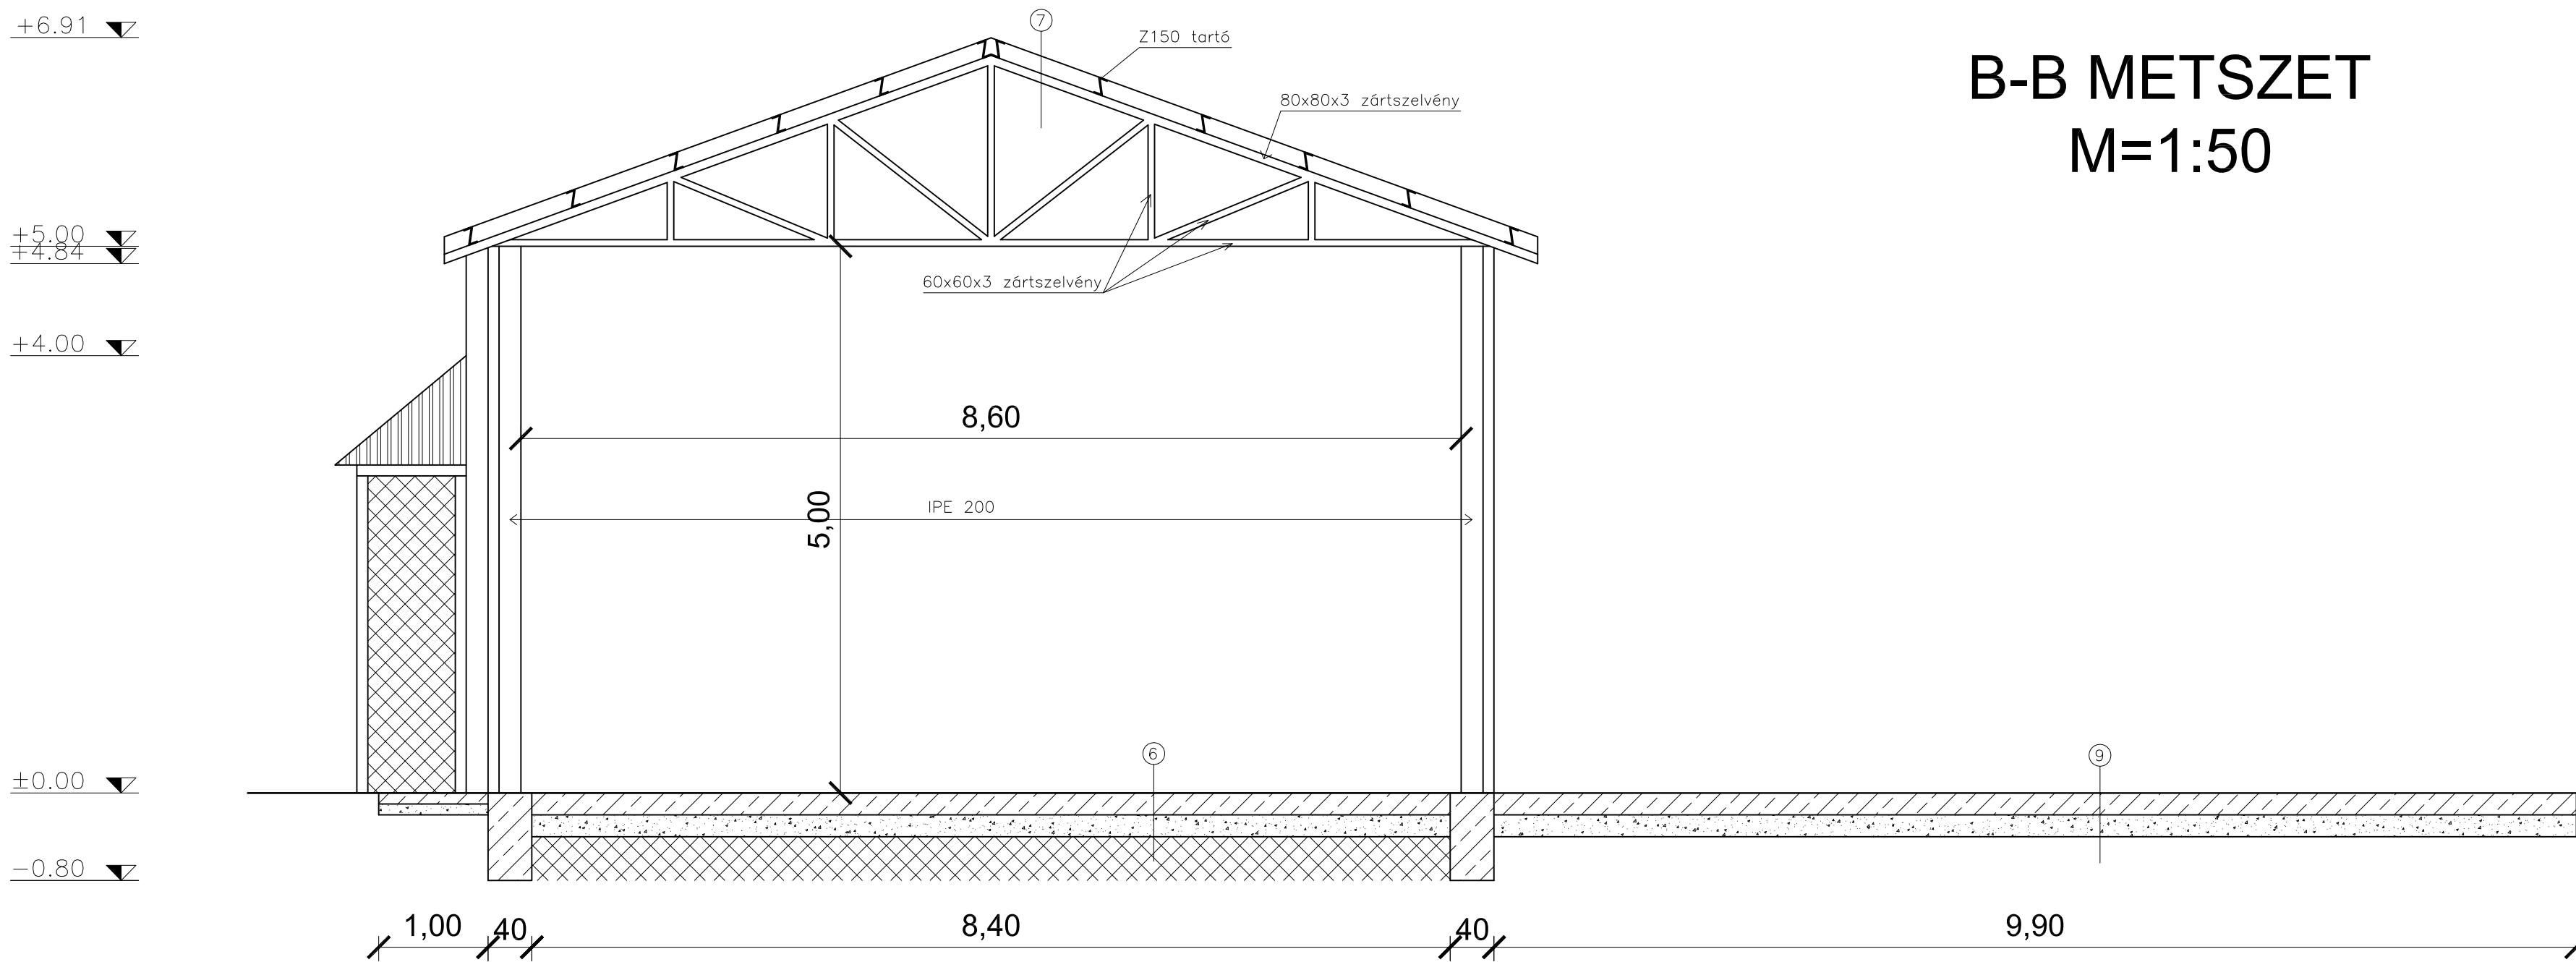 +6.91
7
Z150 tartó
B-B METSZET
M=1:50
80x80x3 zártszelvény
+5.00
+4.84
60x60x3 zártszelvény
+4.00
8,60
5,00
IPE 200
6
9
±0.00
-0.80
1,00
40
8,40
40
9,90